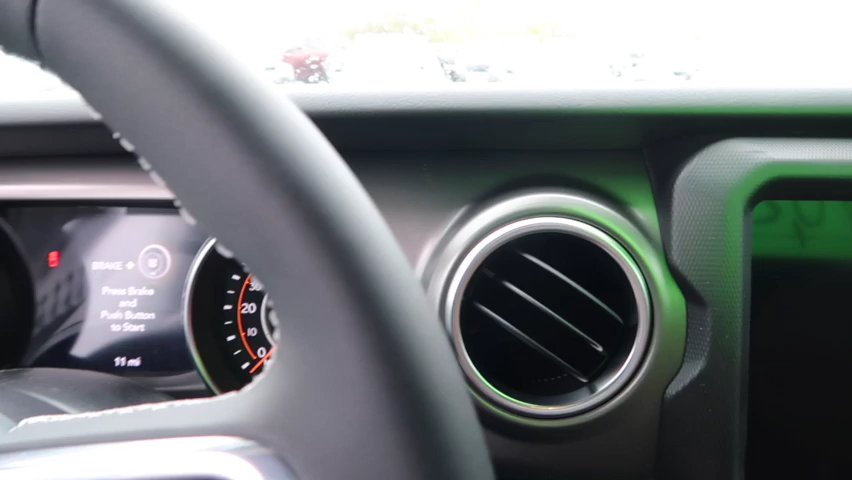 BRAKE +
Press Brake
and
Push Button
to Start
11 mi
30
20
10
0